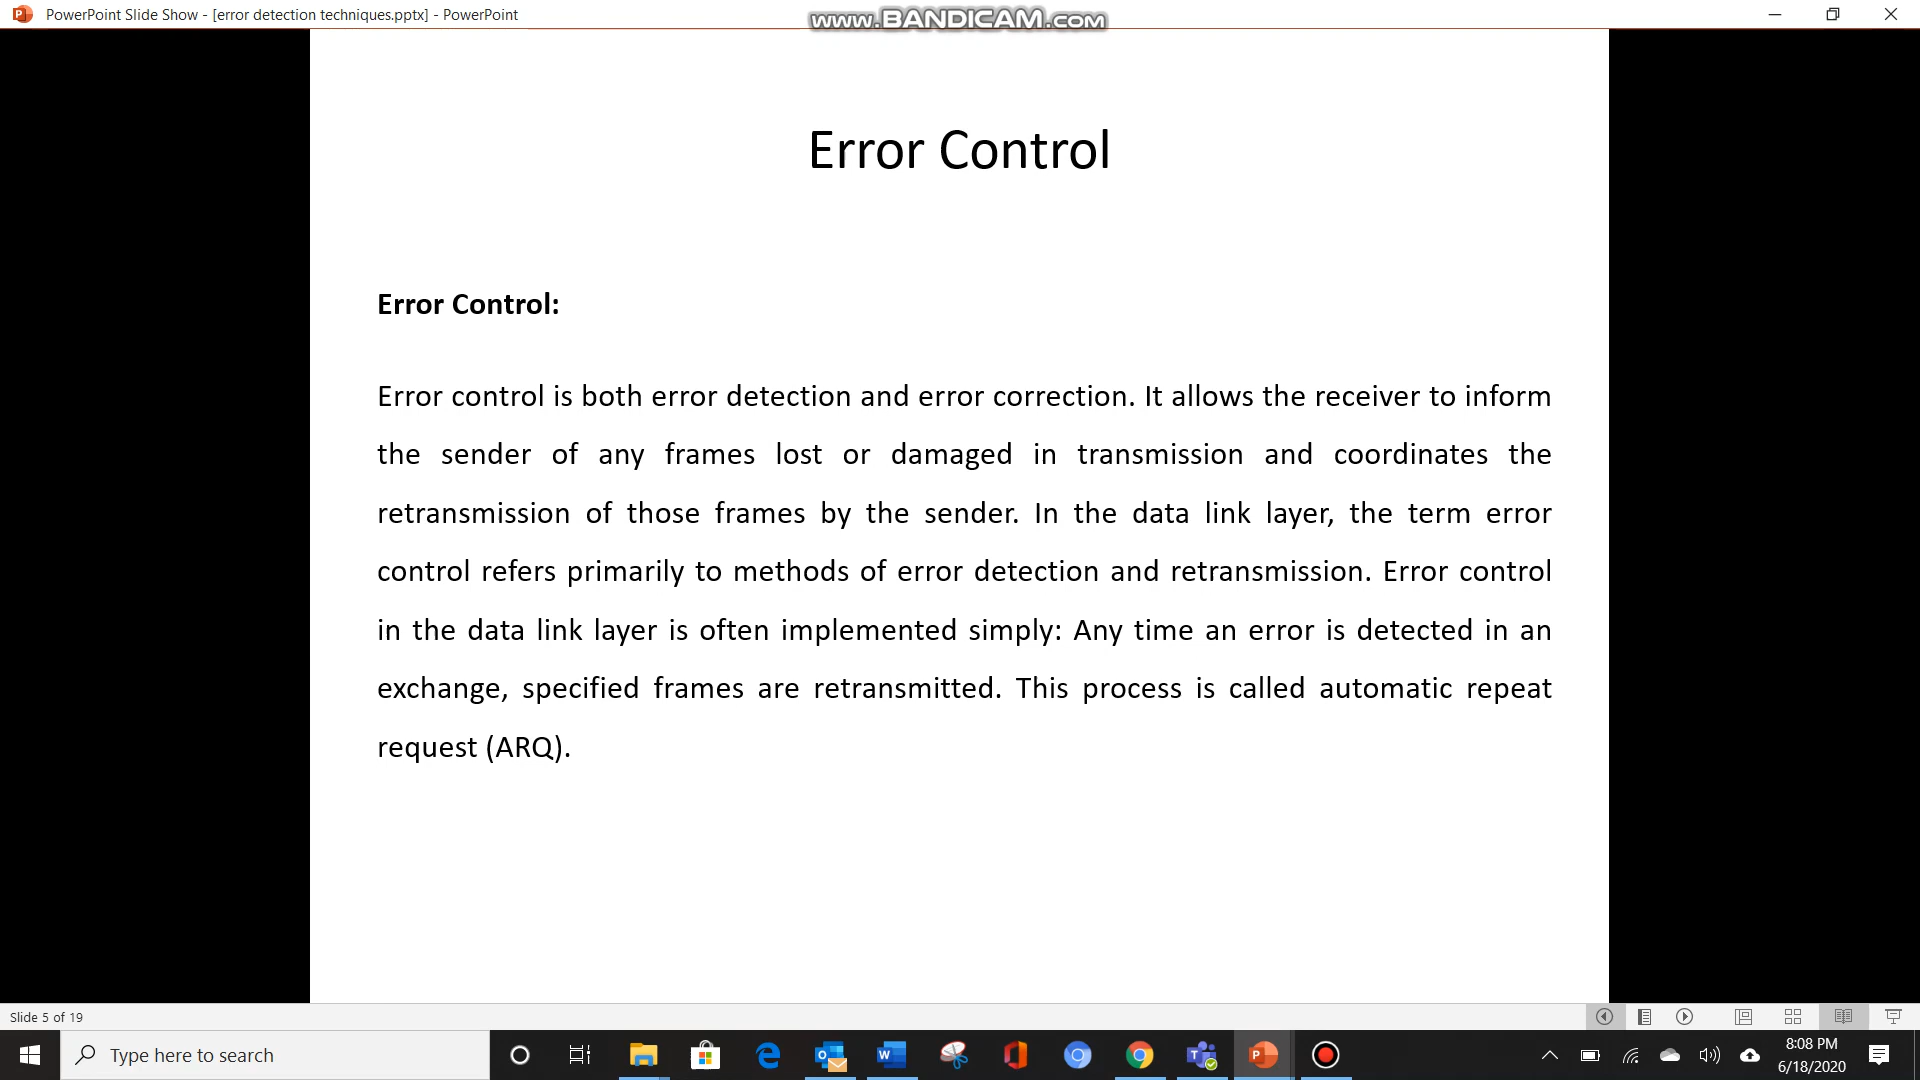 PowerPoint Slide Show - [error detection techniques.pptx] - PowerPoint
www.BANDICAM.com
Error Control
Error Control:
Error control is both error detection and error correction. It allows the receiver to inform
the sender of any frames lost or damaged in transmission and coordinates the
retransmission of those frames by the sender. In the data link layer, the term error
control refers primarily to methods of error detection and retransmission. Error control
in the data link layer is often implemented simply: Any time an error is detected in an
exchange, specified frames are retransmitted. This process is called automatic repeat
request (ARQ).
Slide 5 of 19
Type here to search
8:08 PM
6/18/2020